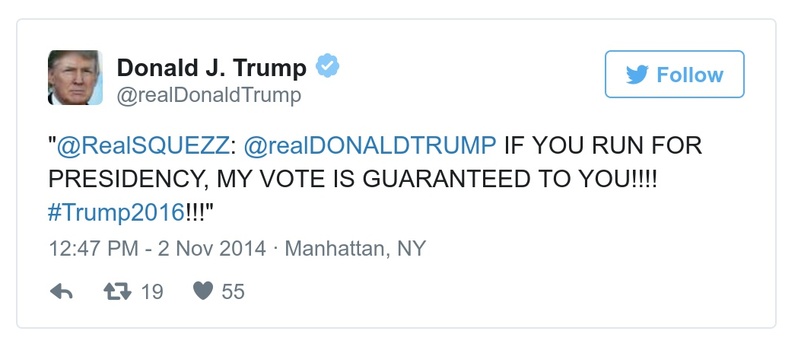 Donald J. Trump
@realDonaldTrump
Follow
"@RealSQUEZZ: @realDONALDTRUMP IF YOU RUN FOR
PRESIDENCY, MY VOTE IS GUARANTEED TO YOU!!!!
#Trump2016!!!"
12:47 PM - 2 Nov 2014 · Manhattan, NY
19
55